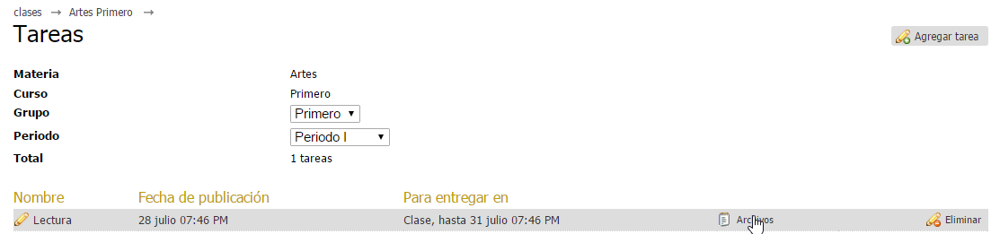 clases → Artes Primero →
Tareas
Agregar tarea
Materia Artes
Curso Primero
Grupo Primero
Periodo Periodo I
Total 1 tareas
Nombre Fecha de publicación Para entregar en
Lectura 28 julio 07:46 PM Clase, hasta 31 julio 07:46 PM Archivos Eliminar